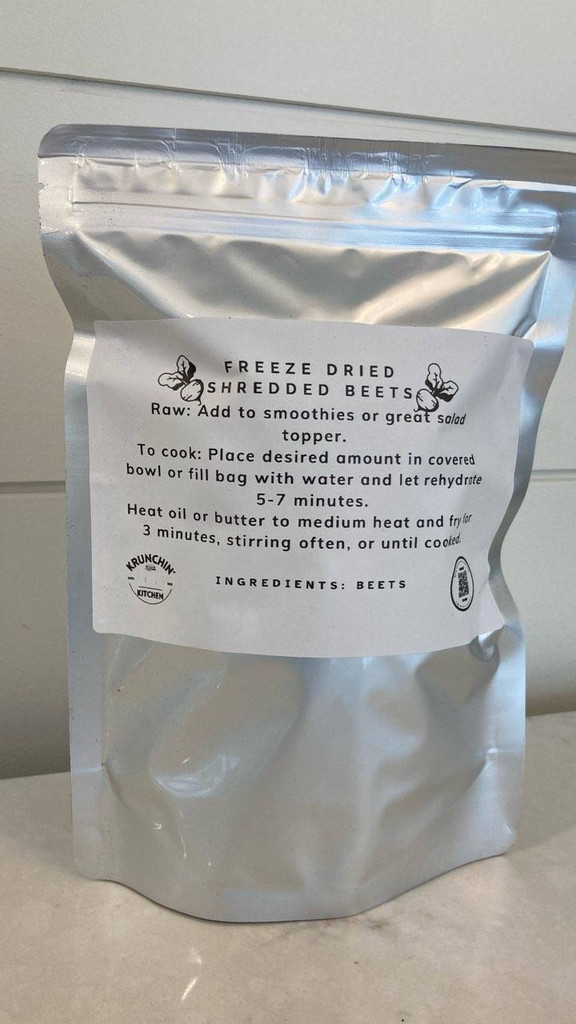 FREEZE DRIED
SHREDDED BEETS
Raw: Add to smoothies or great salad
topper.
To cook: Place desired amount in covered
bowl or fill bag with water and let rehydrate
5-7 minutes.
Heat oil or butter to medium heat and fry for
3 minutes, stirring often, or until cooked.
KRUNCHIN'
KITCHEN
INGREDIENTS: BEETS